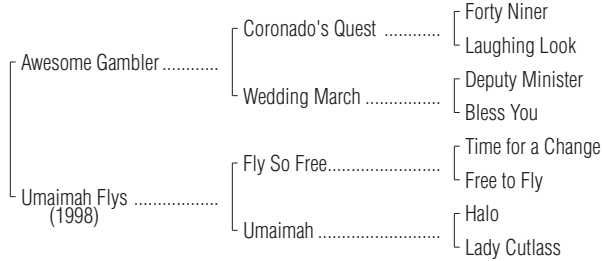 Forty Niner
Coronado's Quest ............
Laughing Look
Awesome Gambler ............
Deputy Minister
Wedding March ................
Bless You
Time for a Change
Fly So Free.......................
Free to Fly
Umaimah Flys ..................
(1998)
Halo
Umaimah .........................
Lady Cutlass